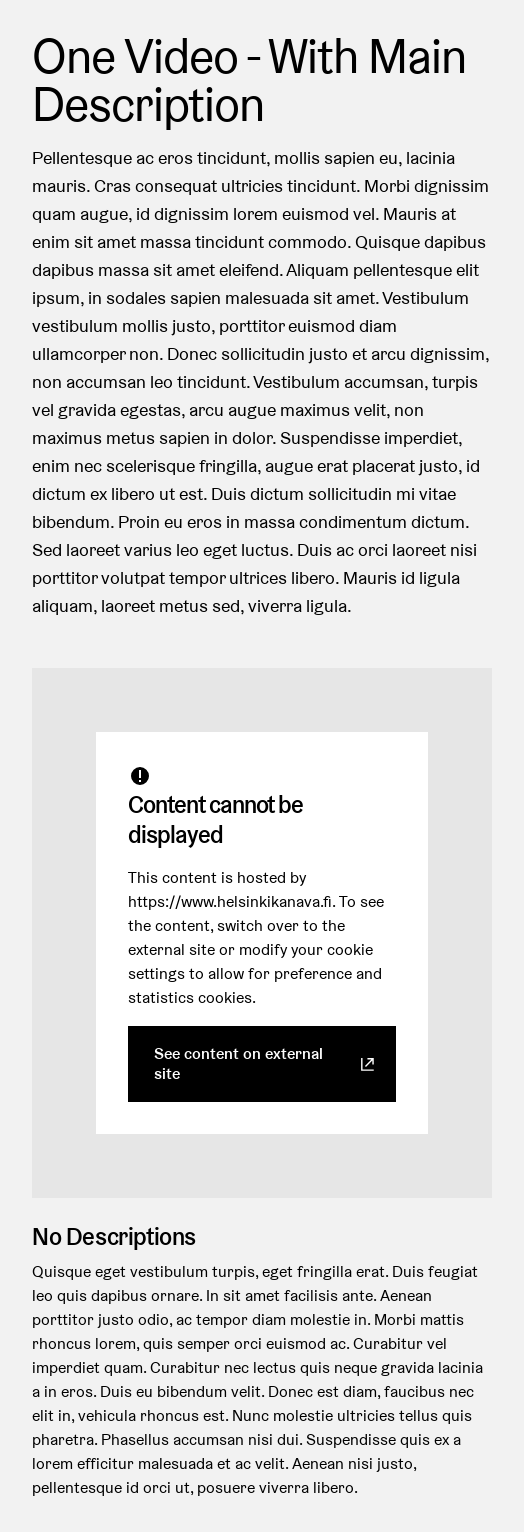 One Video - With Main
Description
Pellentesque ac eros tincidunt, mollis sapien eu, lacinia
mauris. Cras consequat ultricies tincidunt. Morbi dignissim
quam augue, id dignissim lorem euismod vel. Mauris at
enim sit amet massa tincidunt commodo. Quisque dapibus
dapibus massa sit amet eleifend. Aliquam pellentesque elit
ipsum, in sodales sapien malesuada sit amet. Vestibulum
vestibulum mollis justo, porttitor euismod diam
ullamcorper non. Donec sollicitudin justo et arcu dignissim,
non accumsan leo tincidunt. Vestibulum accumsan, turpis
vel gravida egestas, arcu augue maximus velit, non
maximus metus sapien in dolor. Suspendisse imperdiet,
enim nec scelerisque fringilla, augue erat placerat justo, id
dictum ex libero ut est. Duis dictum sollicitudin mi vitae
bibendum. Proin eu eros in massa condimentum dictum.
Sed laoreet varius leo eget luctus. Duis ac orci laoreet nisi
porttitor volutpat tempor ultrices libero. Mauris id ligula
aliquam, laoreet metus sed, viverra ligula.
Content cannot be
displayed
This content is hosted by
https://www.helsinkikanava.fi. To see
the content, switch over to the
external site or modify your cookie
settings to allow for preference and
statistics cookies.
See content on external
site
No Descriptions
Quisque eget vestibulum turpis, eget fringilla erat. Duis feugiat
leo quis dapibus ornare. In sit amet facilisis ante. Aenean
porttitor justo odio, ac tempor diam molestie in. Morbi mattis
rhoncus lorem, quis semper orci euismod ac. Curabitur vel
imperdiet quam. Curabitur nec lectus quis neque gravida lacinia
a in eros. Duis eu bibendum velit. Donec est diam, faucibus nec
elit in, vehicula rhoncus est. Nunc molestie ultricies tellus quis
pharetra. Phasellus accumsan nisi dui. Suspendisse quis ex a
lorem efficitur malesuada et ac velit. Aenean nisi justo,
pellentesque id orci ut, posuere viverra libero.